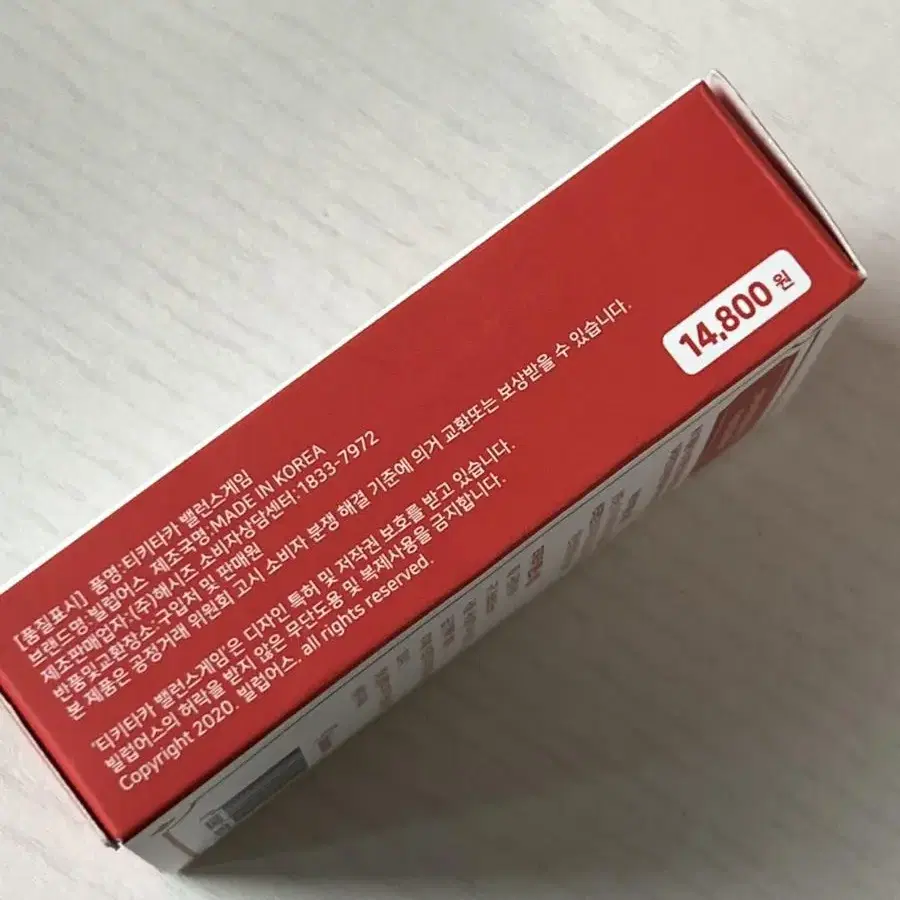 14,800 원
[품질표시] 품명:티키타카 밸런스게임
브랜드명:빌럽어스 제조국명:MADE IN KOREA
제조판매업자:(주)해시즈 소비자상담센터:1833-7972
반품및교환장소:구입처 및 판매원
본 제품은 공정거래 위원회 고시 소비자 분쟁 해결 기준에 의거 교환또는 보상받을 수 있습니다.
'티키타카 밸런스게임'은 디자인 특허 및 저작권 보호를 받고 있습니다.
빌럽어스의 허락을 받지 않은 무단도용 및 복제사용을 금지합니다.
Copyright 2020. 빌럽어스. all rights reserved.